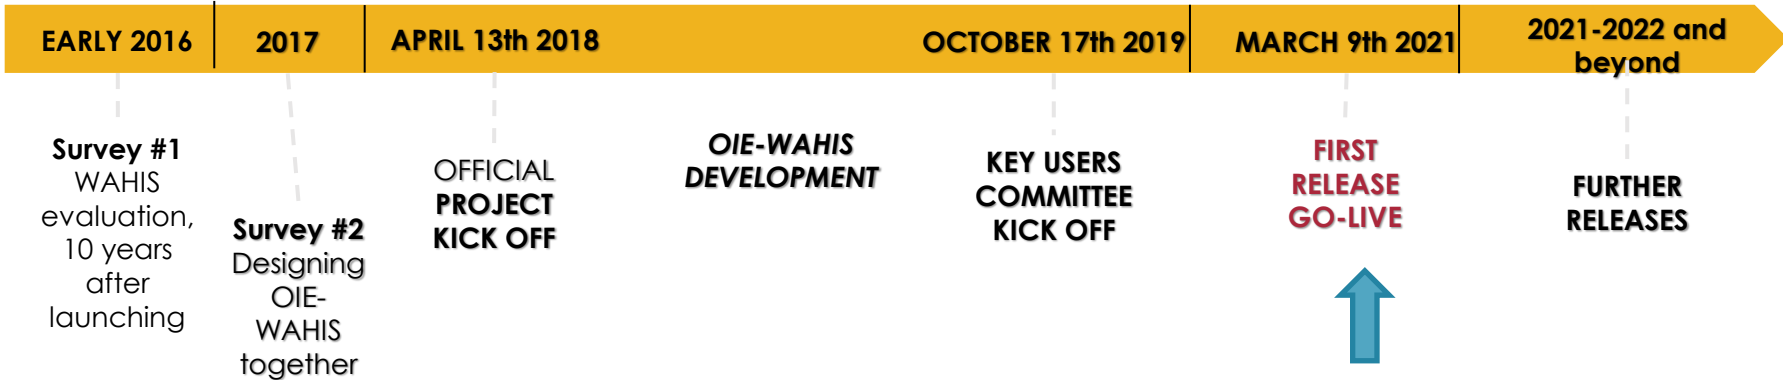 EARLY 2016
2017
APRIL 13th 2018
OCTOBER 17th 2019
MARCH 9th 2021
2021-2022 and
beyond
Survey #1
WAHIS
evaluation,
10 years
after
launching
Survey #2
Designing
OIE-
WAHIS
together
OFFICIAL
PROJECT
KICK OFF
OIE-WAHIS
DEVELOPMENT
KEY USERS
COMMITTEE
KICK OFF
FIRST
RELEASE
GO-LIVE
FURTHER
RELEASES